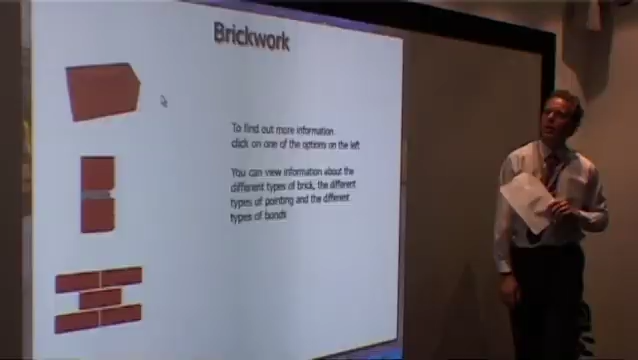 Brickwork
To find out more information
click on one of the options on the left
You can view information about the
different types of brick, the different
types of pointing and the different
types of bonds